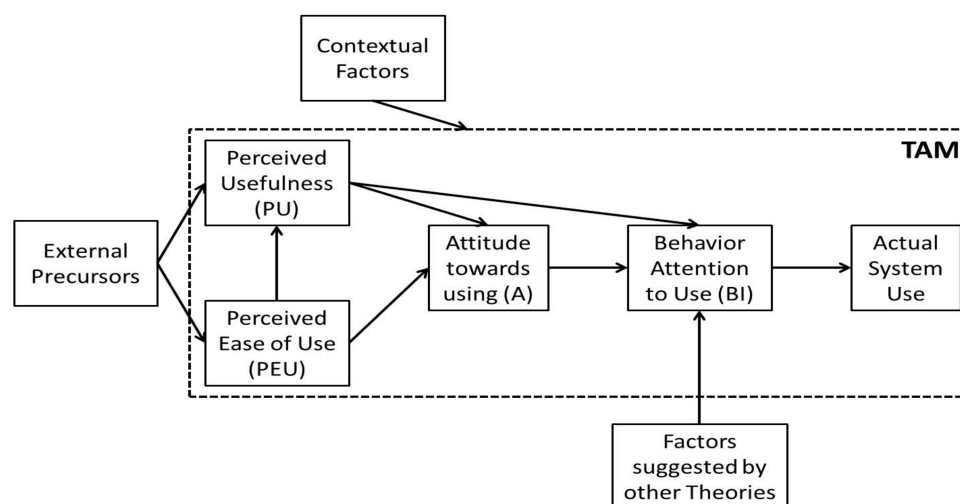 Contextual
Factors
TAM
Perceived
Usefulness
(PU)
External
Precursors
Attitude
towards
using (A)
Behavior
Attention
to Use (BI)
Actual
System
Use
Perceived
Ease of Use
(PEU)
Factors
suggested by
other Theories